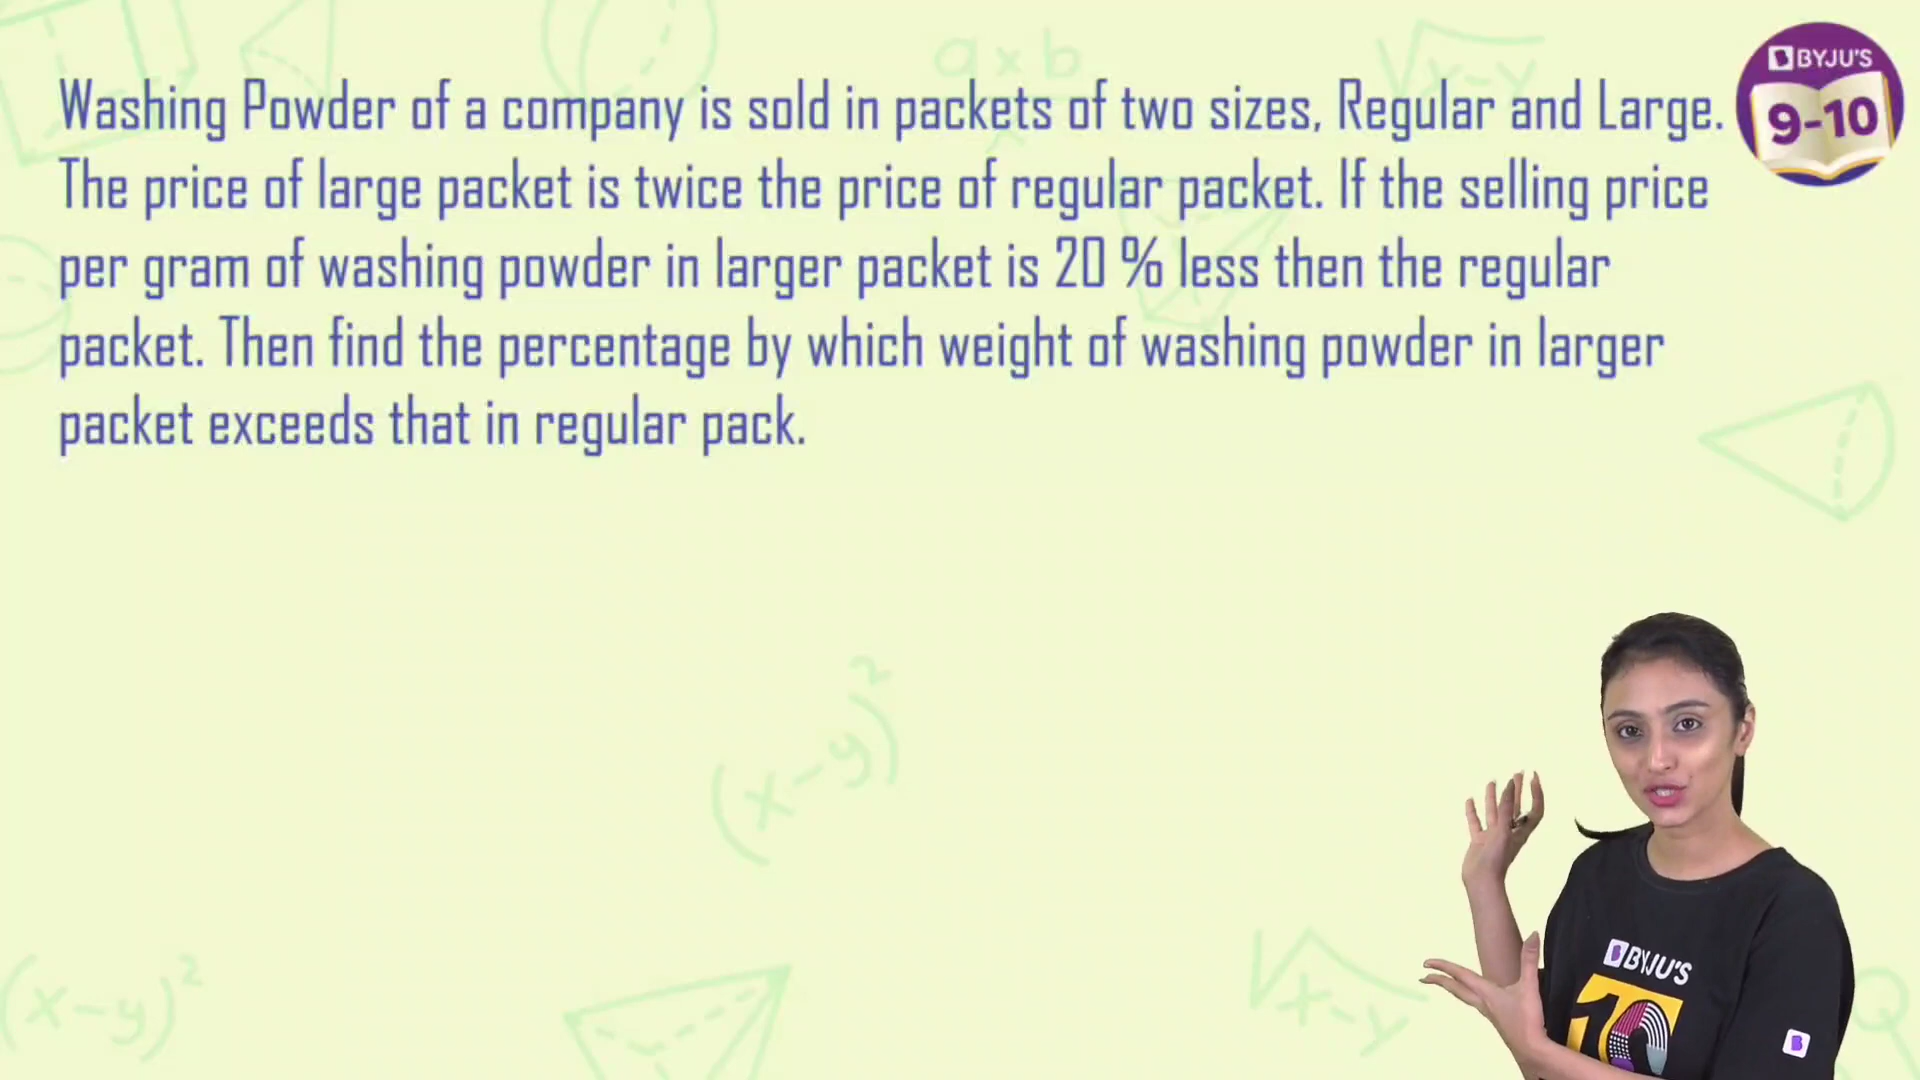 a x b
x
√x-y
BYJU'S
9-10
Washing Powder of a company is sold in packets of two sizes, Regular and Large.
The price of large packet is twice the price of regular packet. If the selling price
per gram of washing powder in larger packet is 20 % less then the regular
packet. Then find the percentage by which weight of washing powder in larger
packet exceeds that in regular pack.
(x-y)²
(x-y)²
√x-y
BYJU'S
10
B